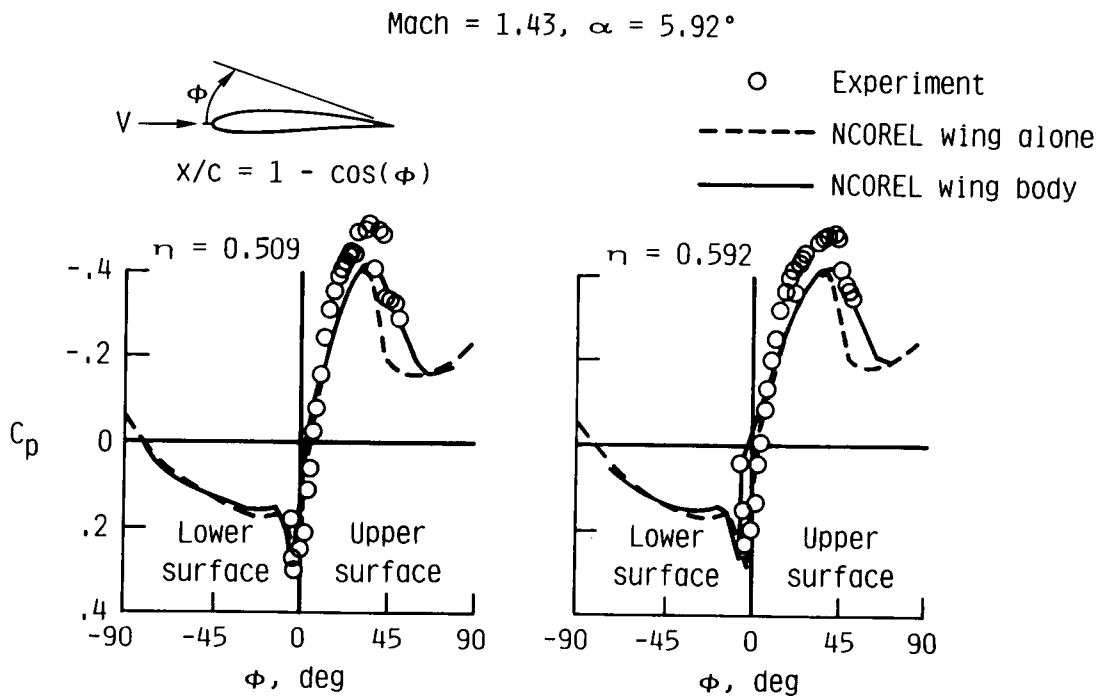 Mach = 1.43, α = 5.92°
ϕ
V
x/c = 1 - cos(ϕ)
Experiment
NCOREL wing alone
NCOREL wing body
η = 0.509
-.4
-.2
0
.2
.4
Cp
Lower surface
Upper surface
-90 -45 0 45 90
ϕ, deg
η = 0.592
Lower surface
Upper surface
-90 -45 0 45 90
ϕ, deg